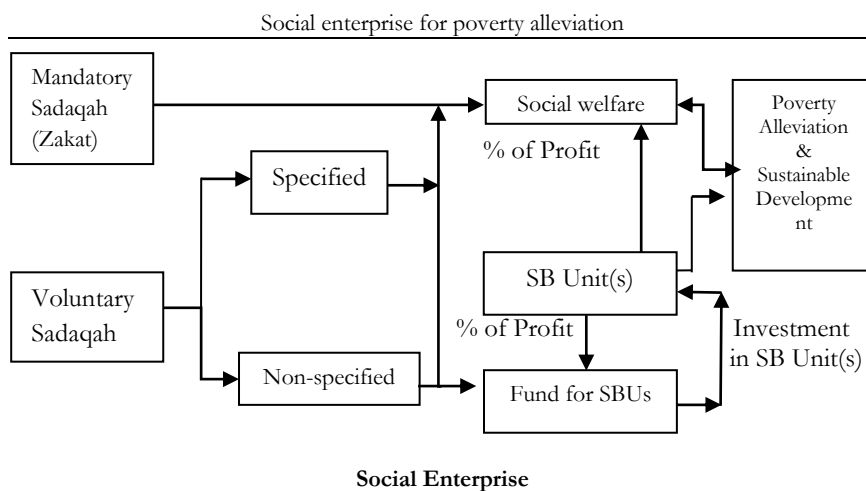 Social enterprise for poverty alleviation
Mandatory
Sadaqah
(Zakat)
Social welfare
Poverty
Alleviation
&
Sustainable
Developme
nt
% of Profit
Specified
Voluntary
Sadaqah
SB Unit(s)
% of Profit
Investment
in SB Unit(s)
Non-specified
Fund for SBUs
Social Enterprise